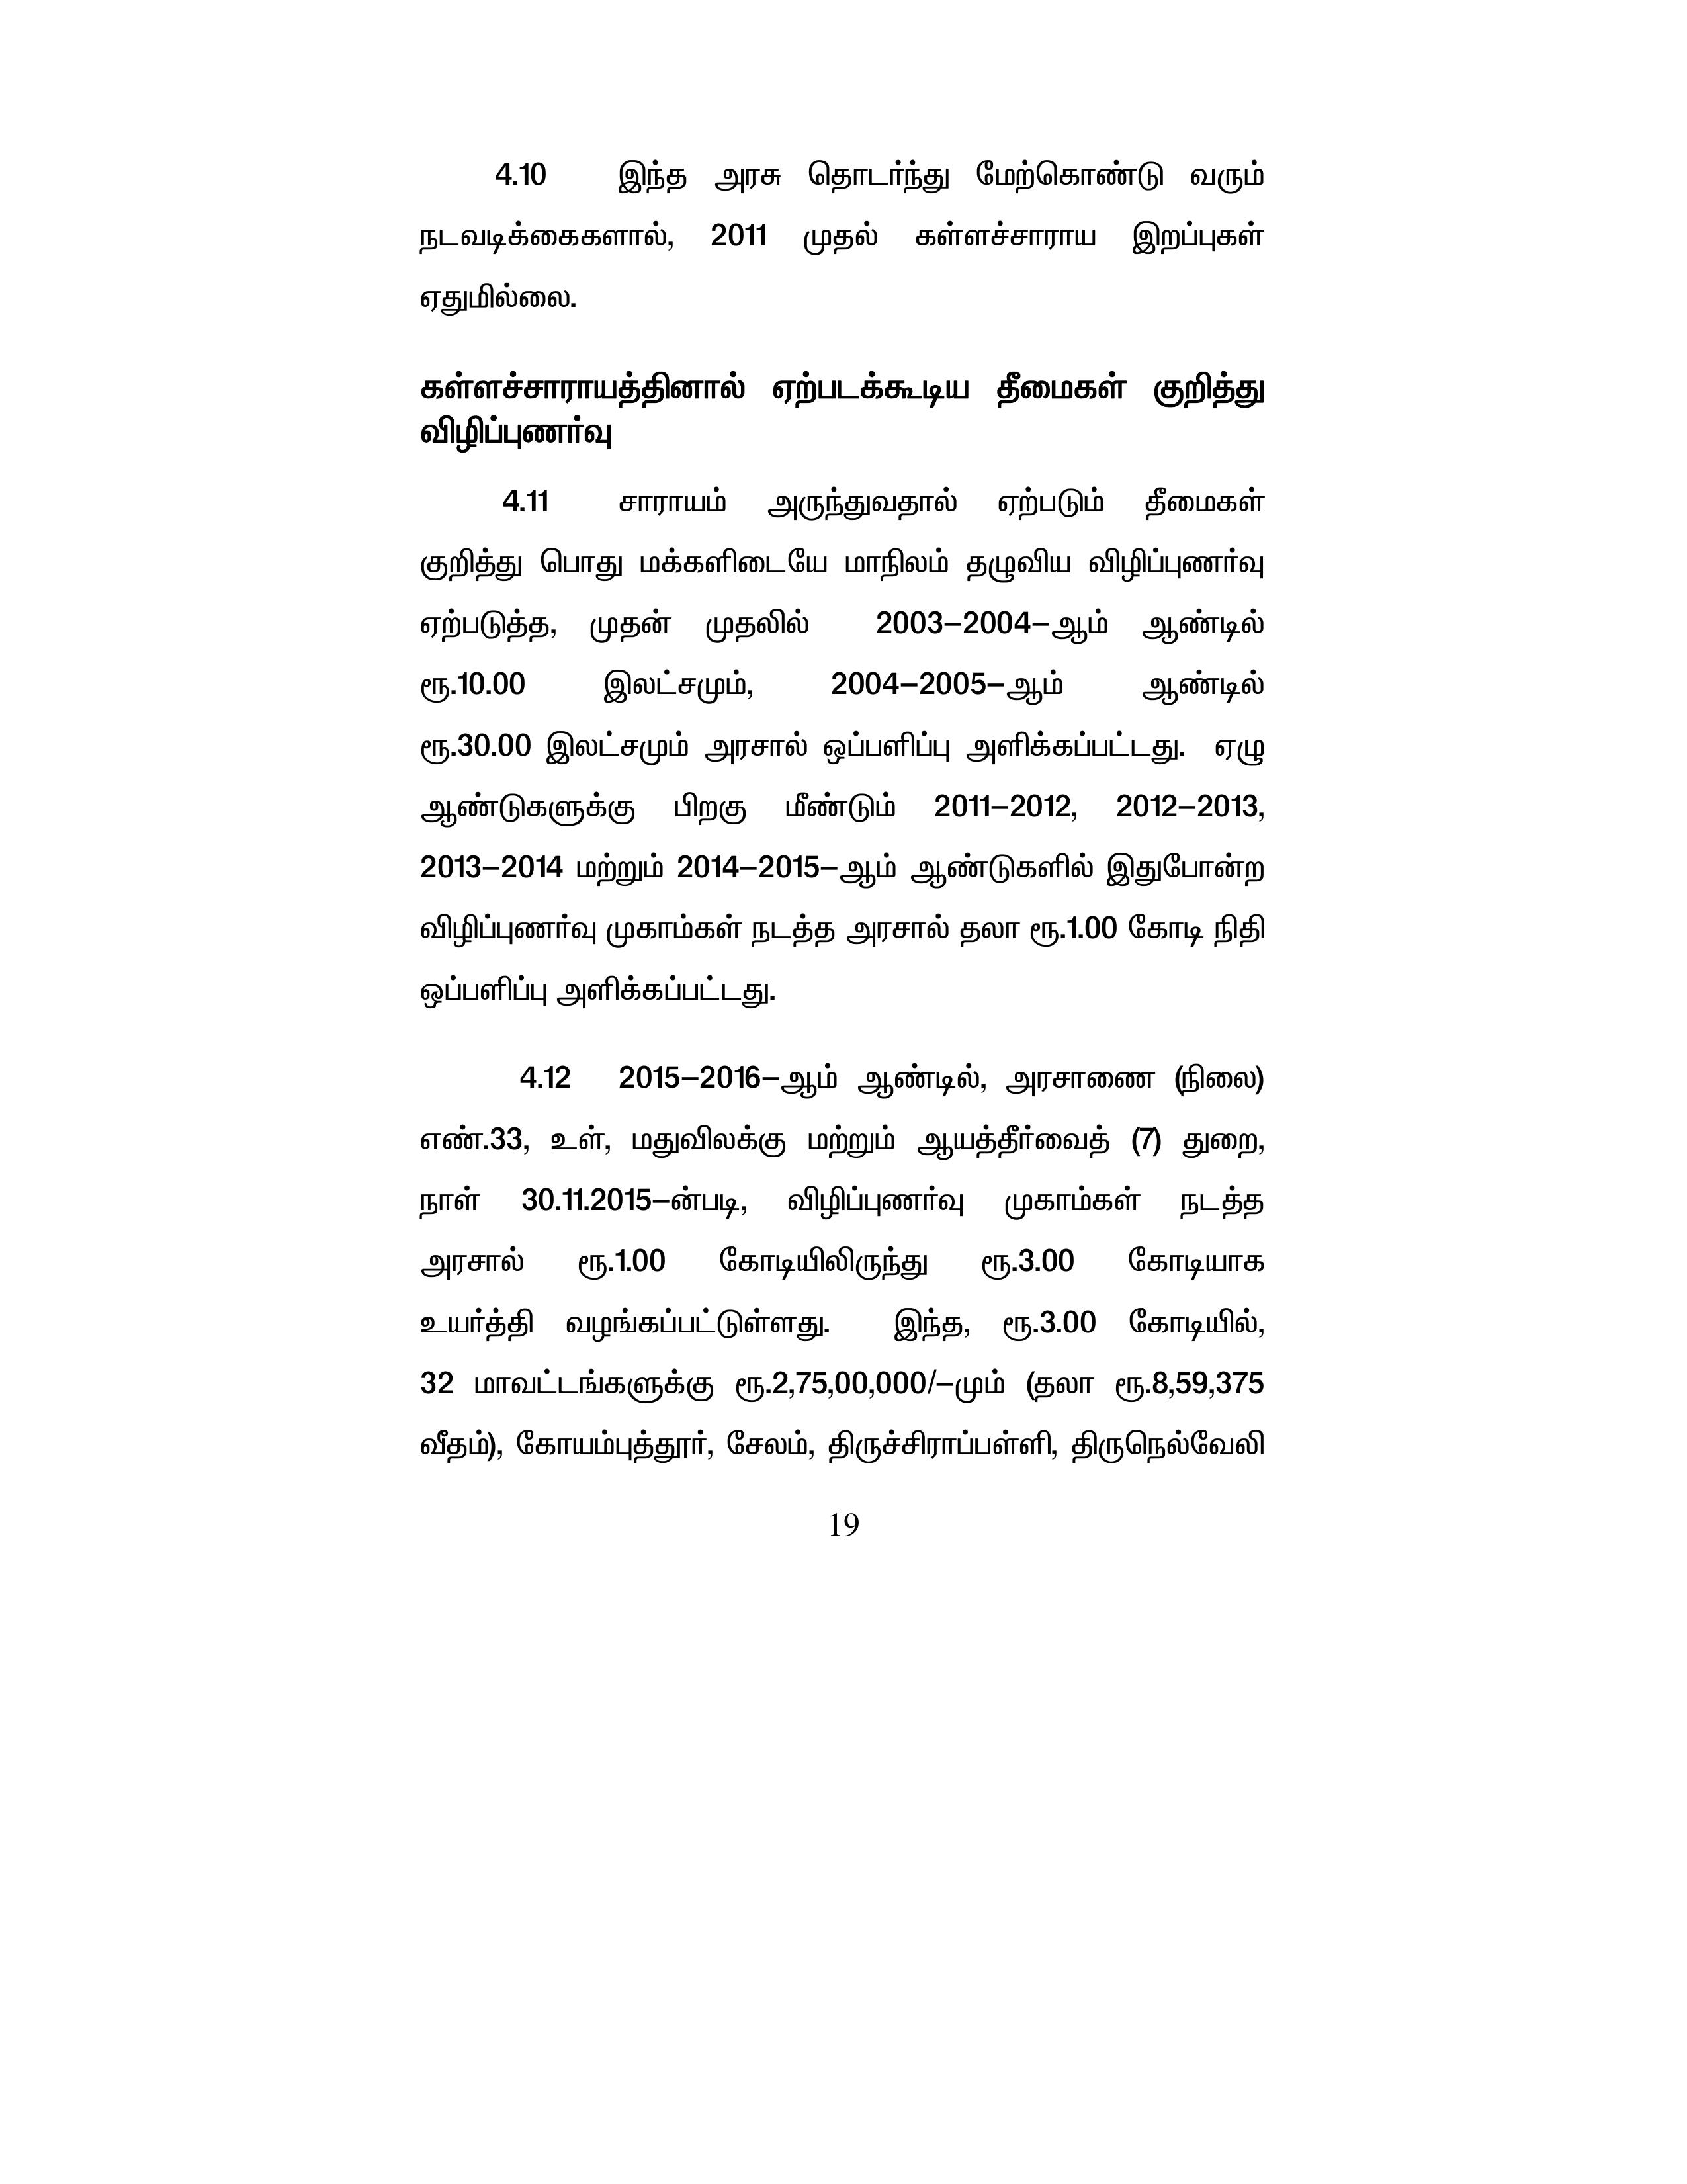 4.10 இந்த அரசு தொடர்ந்து மேற்கொண்டு வரும்
நடவடிக்கைகளால், 2011 முதல் கள்ளச்சாராய இறப்புகள்
ஏதுமில்லை.
கள்ளச்சாராயத்தினால் ஏற்படக்கூடிய தீமைகள் குறித்து
விழிப்புணர்வு
4.11 சாராயம் அருந்துவதால் ஏற்படும் தீமைகள்
குறித்து பொது மக்களிடையே மாநிலம் தழுவிய விழிப்புணர்வு
ஏற்படுத்த, முதன் முதலில் 2003–2004–ஆம் ஆண்டில்
ரூ.10.00 இலட்சமும், 2004–2005–ஆம் ஆண்டில்
ரூ.30.00 இலட்சமும் அரசால் ஒப்பளிப்பு அளிக்கப்பட்டது. ஏழு
ஆண்டுகளுக்கு பிறகு மீண்டும் 2011–2012, 2012–2013,
2013–2014 மற்றும் 2014–2015–ஆம் ஆண்டுகளில் இதுபோன்ற
விழிப்புணர்வு முகாம்கள் நடத்த அரசால் தலா ரூ.1.00 கோடி நிதி
ஒப்பளிப்பு அளிக்கப்பட்டது.
4.12 2015–2016–ஆம் ஆண்டில், அரசாணை (நிலை)
எண்.33, உள், மதுவிலக்கு மற்றும் ஆயத்தீர்வைத் (7) துறை,
நாள் 30.11.2015–ன்படி, விழிப்புணர்வு முகாம்கள் நடத்த
அரசால் ரூ.1.00 கோடியிலிருந்து ரூ.3.00 கோடியாக
உயர்த்தி வழங்கப்பட்டுள்ளது. இந்த, ரூ.3.00 கோடியில்,
32 மாவட்டங்களுக்கு ரூ.2,75,00,000/–மும் (தலா ரூ.8,59,375
வீதம்), கோயம்புத்தூர், சேலம், திருச்சிராப்பள்ளி, திருநெல்வேலி
19